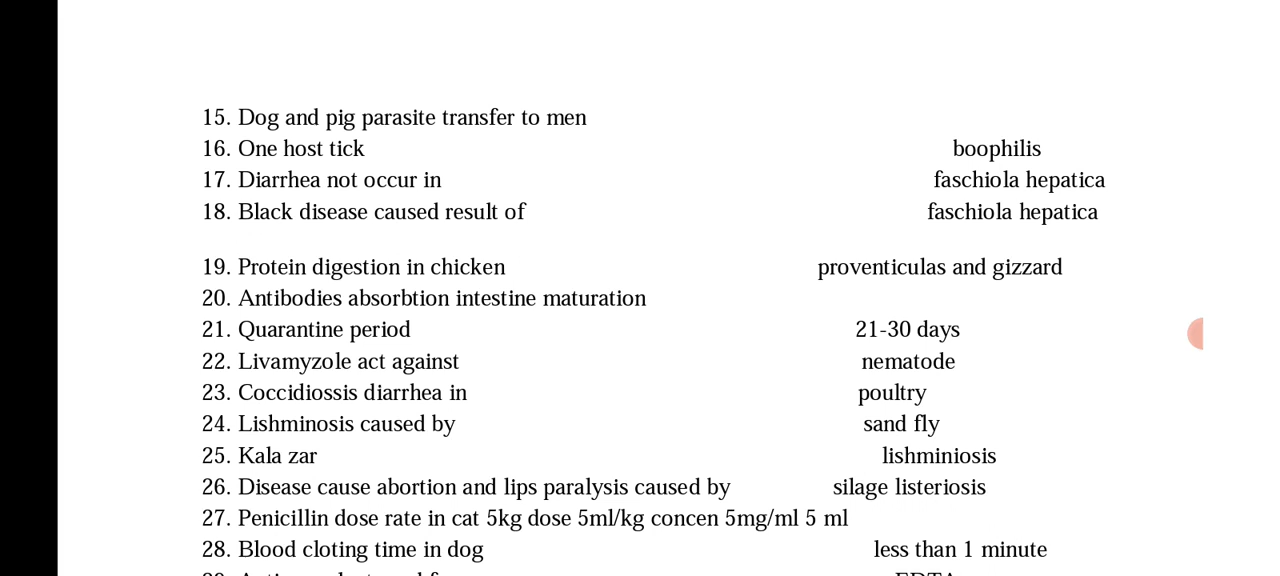 15. Dog and pig parasite transfer to men
16. One host tick boophilis
17. Diarrhea not occur in faschiola hepatica
18. Black disease caused result of faschiola hepatica
19. Protein digestion in chicken proventiculas and gizzard
20. Antibodies absorbtion intestine maturation
21. Quarantine period 21-30 days
22. Livamyzole act against nematode
23. Coccidiossis diarrhea in poultry
24. Lishminosis caused by sand fly
25. Kala zar lishminiosis
26. Disease cause abortion and lips paralysis caused by silage listeriosis
27. Penicillin dose rate in cat 5kg dose 5ml/kg concen 5mg/ml 5 ml
28. Blood cloting time in dog less than 1 minute
EDTA